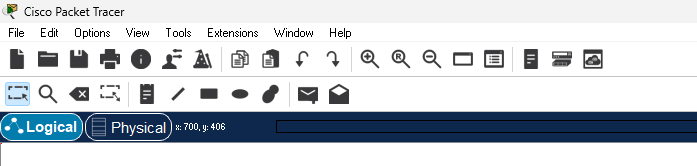 Cisco Packet Tracer
File Edit Options View Tools Extensions Window Help
Logical Physical x: 700, y: 406